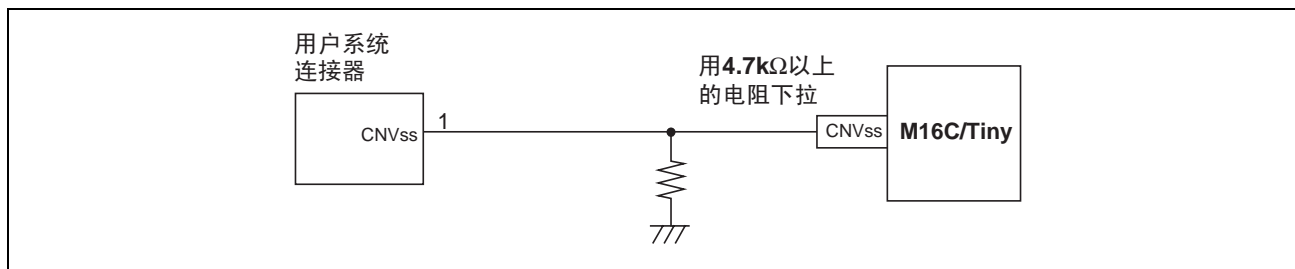 用户系统
连接器
用4.7kΩ以上
的电阻下拉
CNVss
1
CNVss
M16C/Tiny